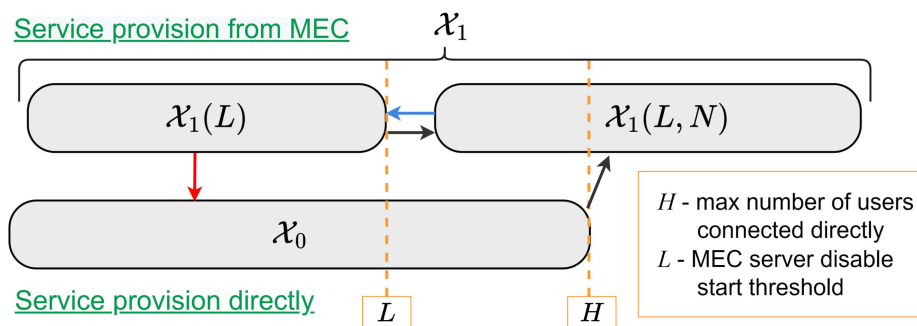 Service provision from MEC
𝒳₁
𝒳₁(L)
𝒳₁(L, N)
𝒳₀
H - max number of users
connected directly
L - MEC server disable
start threshold
Service provision directly
L
H